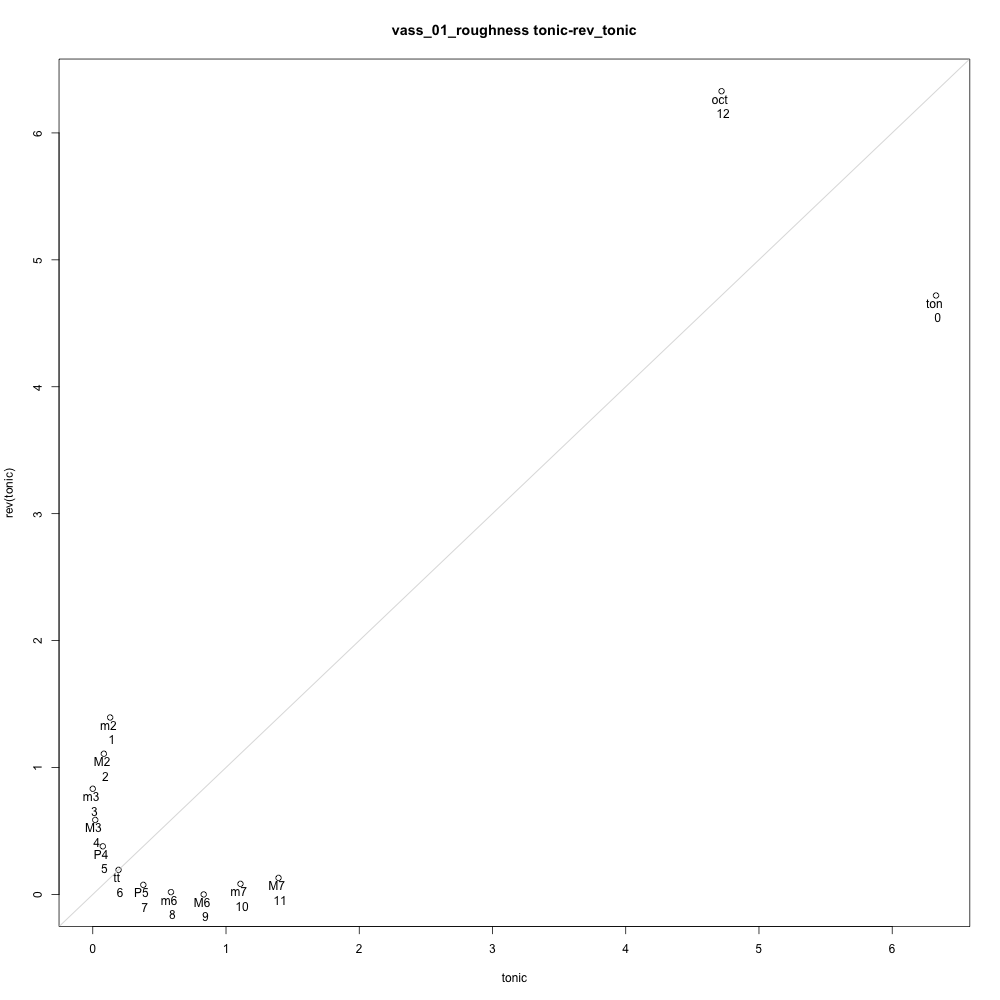 vass_01_roughness tonic-rev_tonic
oct
12
6
5
ton
0
4
rev(tonic)
3
2
m2
1
M2
2
1
m3
3
M3
4
P4
5
tt
6
P5
7
m6
8
M6
9
m7
10
M7
11
0
0 1 2 3 4 5 6
tonic